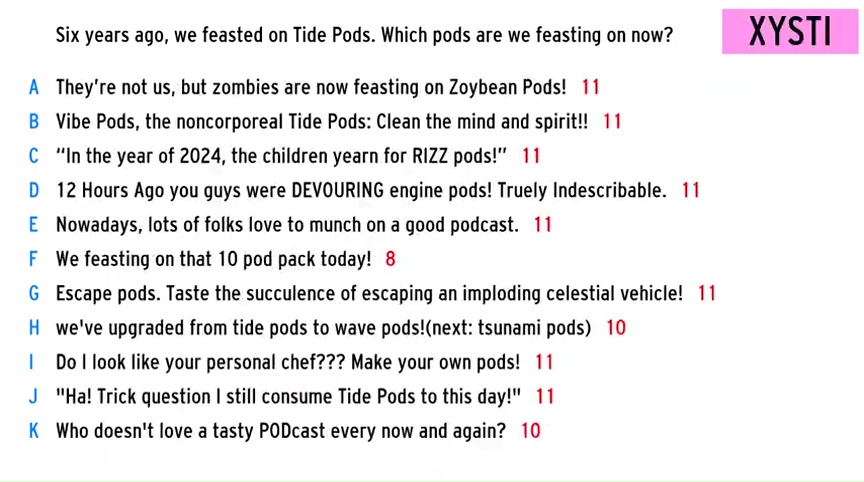 Six years ago, we feasted on Tide Pods. Which pods are we feasting on now?
XYSTI
A They’re not us, but zombies are now feasting on Zoybean Pods! 11
B Vibe Pods, the noncorporeal Tide Pods: Clean the mind and spirit!! 11
C “In the year of 2024, the children yearn for RIZZ pods!” 11
D 12 Hours Ago you guys were DEVOURING engine pods! Truely Indescribable. 11
E Nowadays, lots of folks love to munch on a good podcast. 11
F We feasting on that 10 pod pack today! 8
G Escape pods. Taste the succulence of escaping an imploding celestial vehicle! 11
H we've upgraded from tide pods to wave pods!(next: tsunami pods) 10
I Do I look like your personal chef??? Make your own pods! 11
J "Ha! Trick question I still consume Tide Pods to this day!" 11
K Who doesn't love a tasty PODcast every now and again? 10